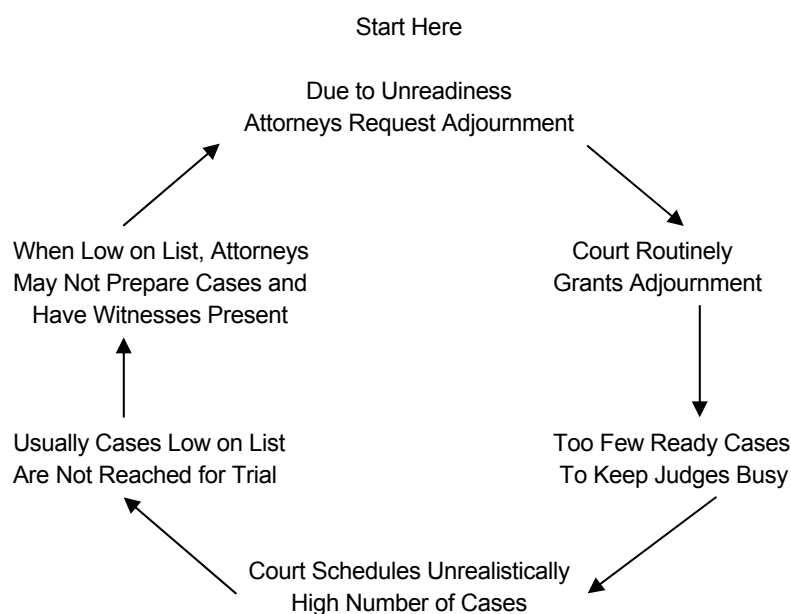 Start Here
Due to Unreadiness
Attorneys Request Adjournment
Court Routinely
Grants Adjournment
Too Few Ready Cases
To Keep Judges Busy
Court Schedules Unrealistically
High Number of Cases
Usually Cases Low on List
Are Not Reached for Trial
When Low on List, Attorneys
May Not Prepare Cases and
Have Witnesses Present